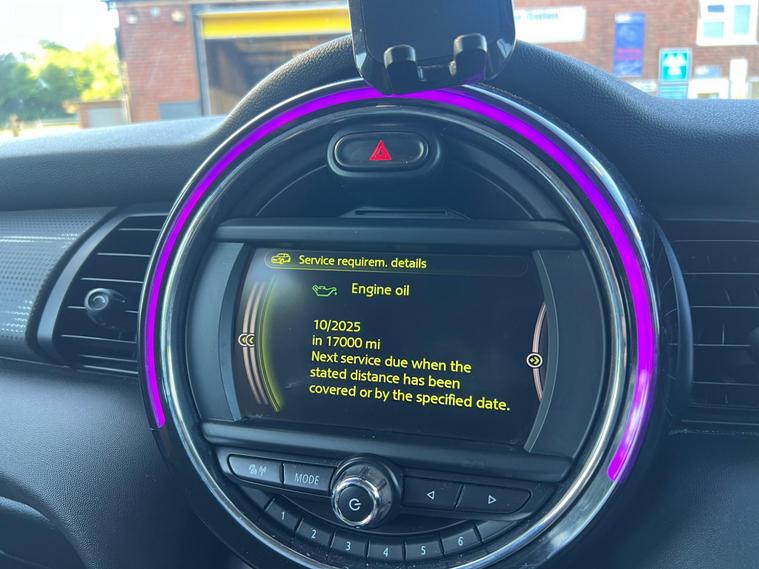 Service requirem. details
Engine oil
10/2025
in 17000 mi
Next service due when the
stated distance has been
covered or by the specified date.
MODE
1 2 3 4 5 6